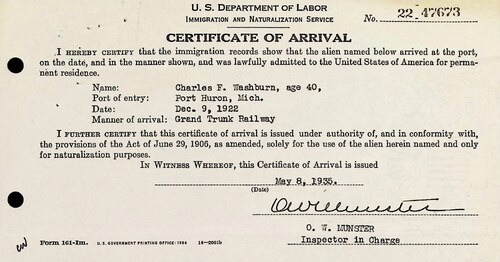 U. S. DEPARTMENT OF LABOR
IMMIGRATION AND NATURALIZATION SERVICE
No. 22 47673
CERTIFICATE OF ARRIVAL
I HEREBY CERTIFY that the immigration records show that the alien named below arrived at the port,
on the date, and in the manner shown, and was lawfully admitted to the United States of America for perma-
nent residence.
Name: Charles F. Washburn, age 40,
Port of entry: Port Huron, Mich.
Date: Dec. 9, 1922
Manner of arrival: Grand Trunk Railway
I FURTHER CERTIFY that this certificate of arrival is issued under authority of, and in conformity with,
the provisions of the Act of June 29, 1906, as amended, solely for the use of the alien herein named and only
for naturalization purposes.
IN WITNESS WHEREOF, this Certificate of Arrival is issued
May 8, 1935.
(Date)
OWMunster
O. W. MUNSTER
Inspector in Charge
Form 161-Im. U. S. GOVERNMENT PRINTING OFFICE: 1934 14-2001b